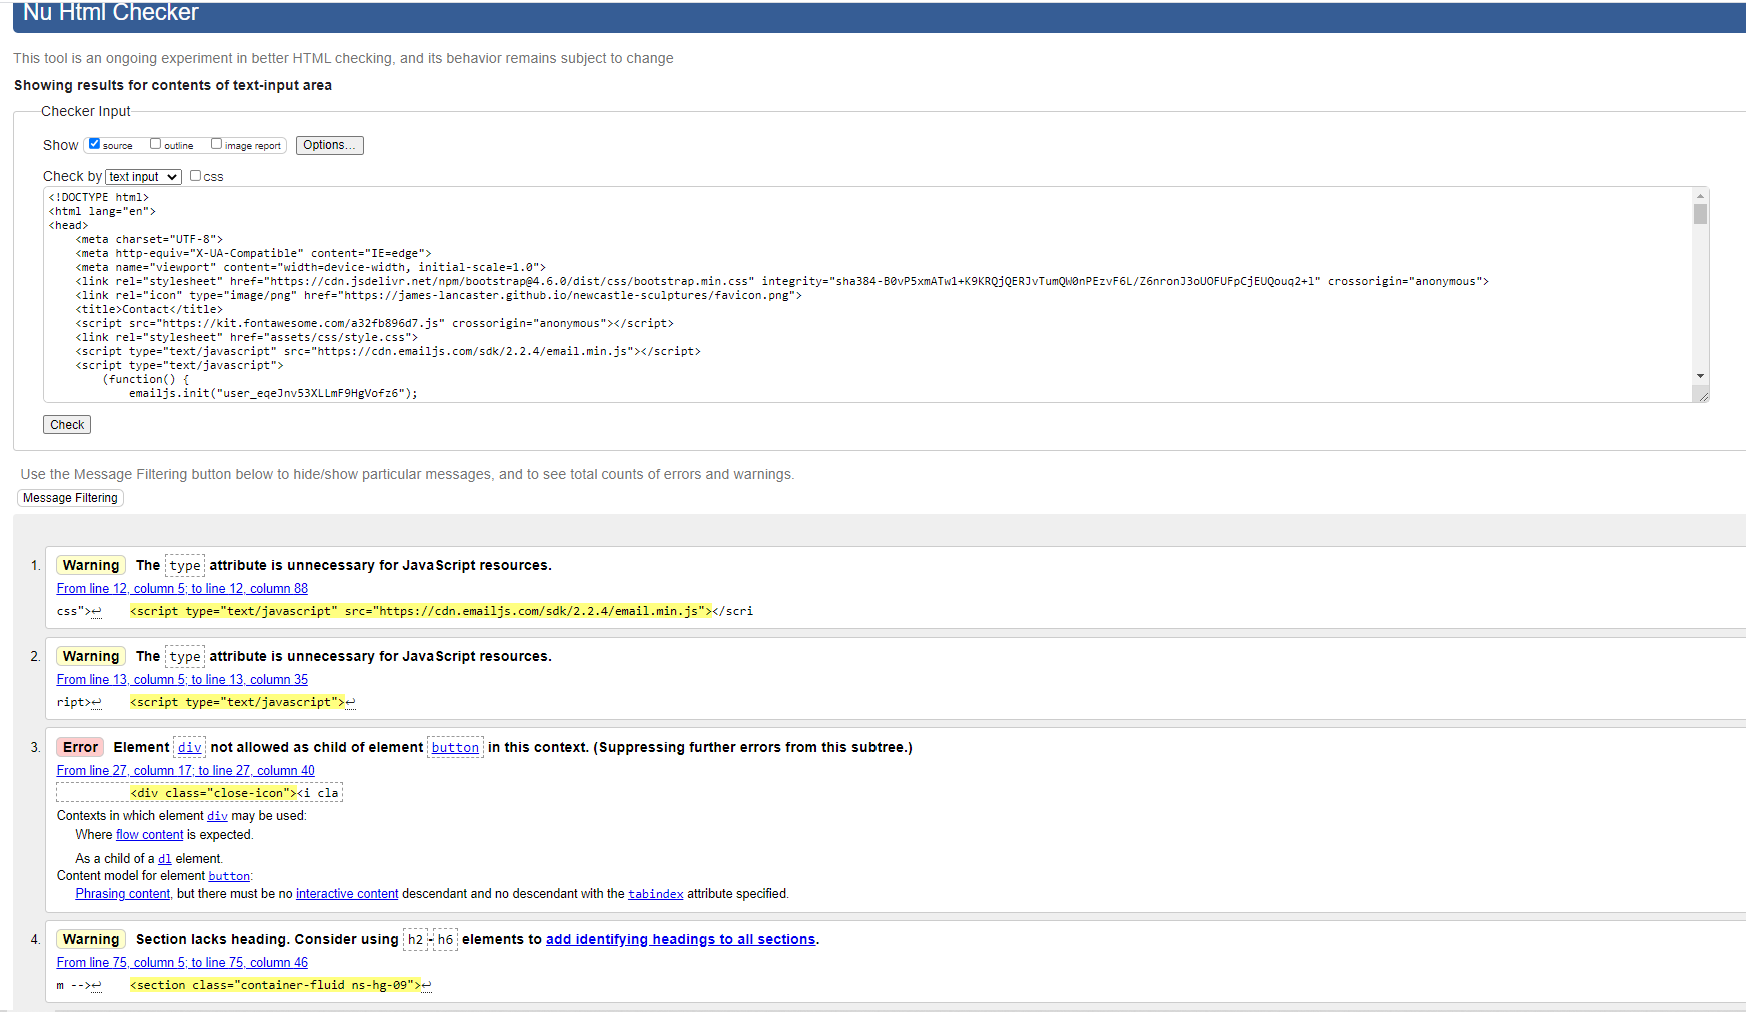 Nu Html Checker
This tool is an ongoing experiment in better HTML checking, and its behavior remains subject to change
Showing results for contents of text-input area
Checker Input
Show source outline image report Options...
Check by text input css
<!DOCTYPE html>
<html lang="en">
<head>
    <meta charset="UTF-8">
    <meta http-equiv="X-UA-Compatible" content="IE=edge">
    <meta name="viewport" content="width=device-width, initial-scale=1.0">
    <link rel="stylesheet" href="https://cdn.jsdelivr.net/npm/bootstrap@4.6.0/dist/css/bootstrap.min.css" integrity="sha384-B0vP5xmATw1+K9KRQjQERJvTumQW0nPEzvF6L/Z6nronJ3oUOFUFpCjEUQouq2+l" crossorigin="anonymous">
    <link rel="icon" type="image/png" href="https://james-lancaster.github.io/newcastle-sculptures/favicon.png">
    <title>Contact</title>
    <script src="https://kit.fontawesome.com/a32fb896d7.js" crossorigin="anonymous"></script>
    <link rel="stylesheet" href="assets/css/style.css">
    <script type="text/javascript" src="https://cdn.emailjs.com/sdk/2.2.4/email.min.js"></script>
    <script type="text/javascript">
        (function() {
            emailjs.init("user_eqeJnv53XLLmF9HgVofz6");
Check
Use the Message Filtering button below to hide/show particular messages, and to see total counts of errors and warnings.
Message Filtering
1. Warning The type attribute is unnecessary for JavaScript resources.
From line 12, column 5; to line 12, column 88
css">↩    <script type="text/javascript" src="https://cdn.emailjs.com/sdk/2.2.4/email.min.js"></scri
2. Warning The type attribute is unnecessary for JavaScript resources.
From line 13, column 5; to line 13, column 35
ript>↩    <script type="text/javascript">↩
3. Error Element div not allowed as child of element button in this context. (Suppressing further errors from this subtree.)
From line 27, column 17; to line 27, column 40
<div class="close-icon"><i cla
Contexts in which element div may be used:
Where flow content is expected.
As a child of a dl element.
Content model for element button:
Phrasing content, but there must be no interactive content descendant and no descendant with the tabindex attribute specified.
4. Warning Section lacks heading. Consider using h2-h6 elements to add identifying headings to all sections.
From line 75, column 5; to line 75, column 46
m -->↩    <section class="container-fluid ns-hg-09">↩